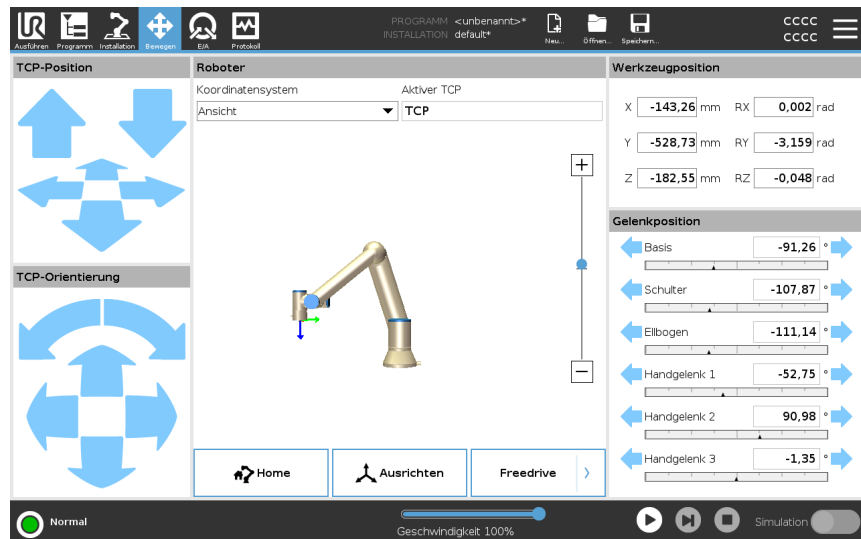 Ausführen
Programm
Installation
Bewegen
E/A
Protokoll
PROGRAMM <unbenannt>*
INSTALLATION default*
Neu...
Öffnen...
Speichern...
CCCC
CCCC
TCP-Position
TCP-Orientierung
Roboter
Koordinatensystem
Ansicht
Aktiver TCP
TCP
Home
Ausrichten
Freedrive
Werkzeugposition
X -143,26 mm RX 0,002 rad
Y -528,73 mm RY -3,159 rad
Z -182,55 mm RZ -0,048 rad
Gelenkposition
Basis -91,26 °
Schulter -107,87 °
Ellbogen -111,14 °
Handgelenk 1 -52,75 °
Handgelenk 2 90,98 °
Handgelenk 3 -1,35 °
Normal
Geschwindigkeit 100%
Simulation